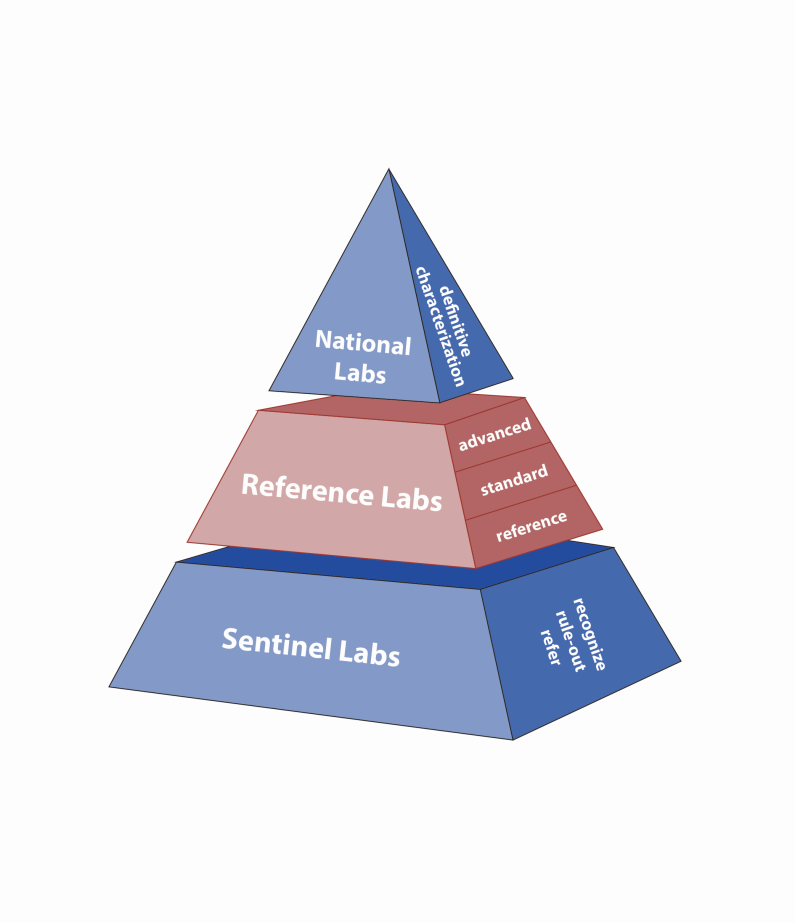 National
Labs
definitive
characterization
Reference Labs
advanced
standard
reference
Sentinel Labs
recognize
rule-out
refer